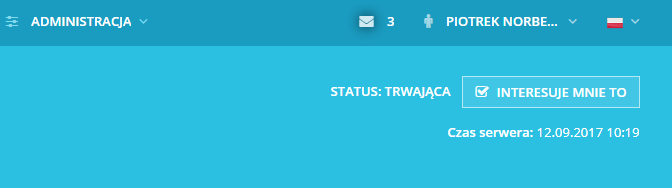 ADMINISTRACJA 3 PIOTREK NORBE...
STATUS: TRWAJĄCA INTERESUJE MNIE TO
Czas serwera: 12.09.2017 10:19